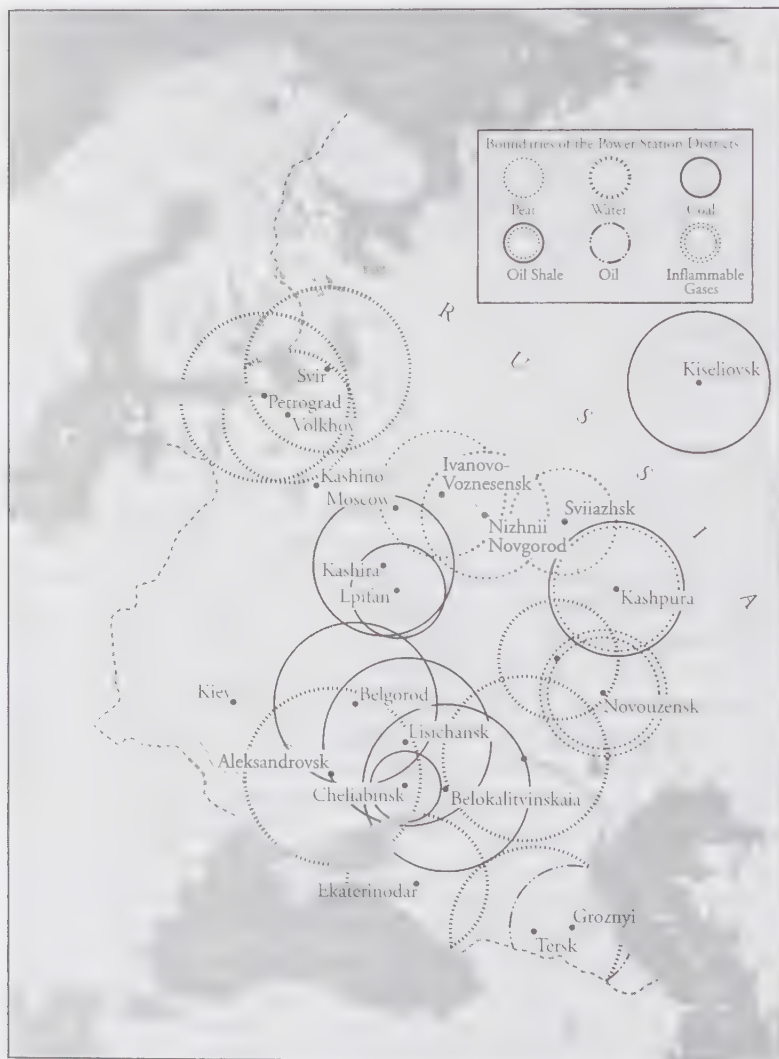 Boundaries of the Power Station Districts
Peat
Water
Coal
Oil Shale
Oil
Inflammable
Gases
R U S S I A
Kiseliovsk
Svir
Petrograd
Volkhov
Kashino
Moscow
Ivanovo-
Voznesensk
Nizhnii
Novgorod
Sviiazhsk
Kashira
Epifan
Kashpura
Kiev
Belgorod
Novouzensk
Lisichansk
Aleksandrovsk
Cheliabinsk
Belokalitvinskaia
Ekaterinodar
Groznyi
Tersk